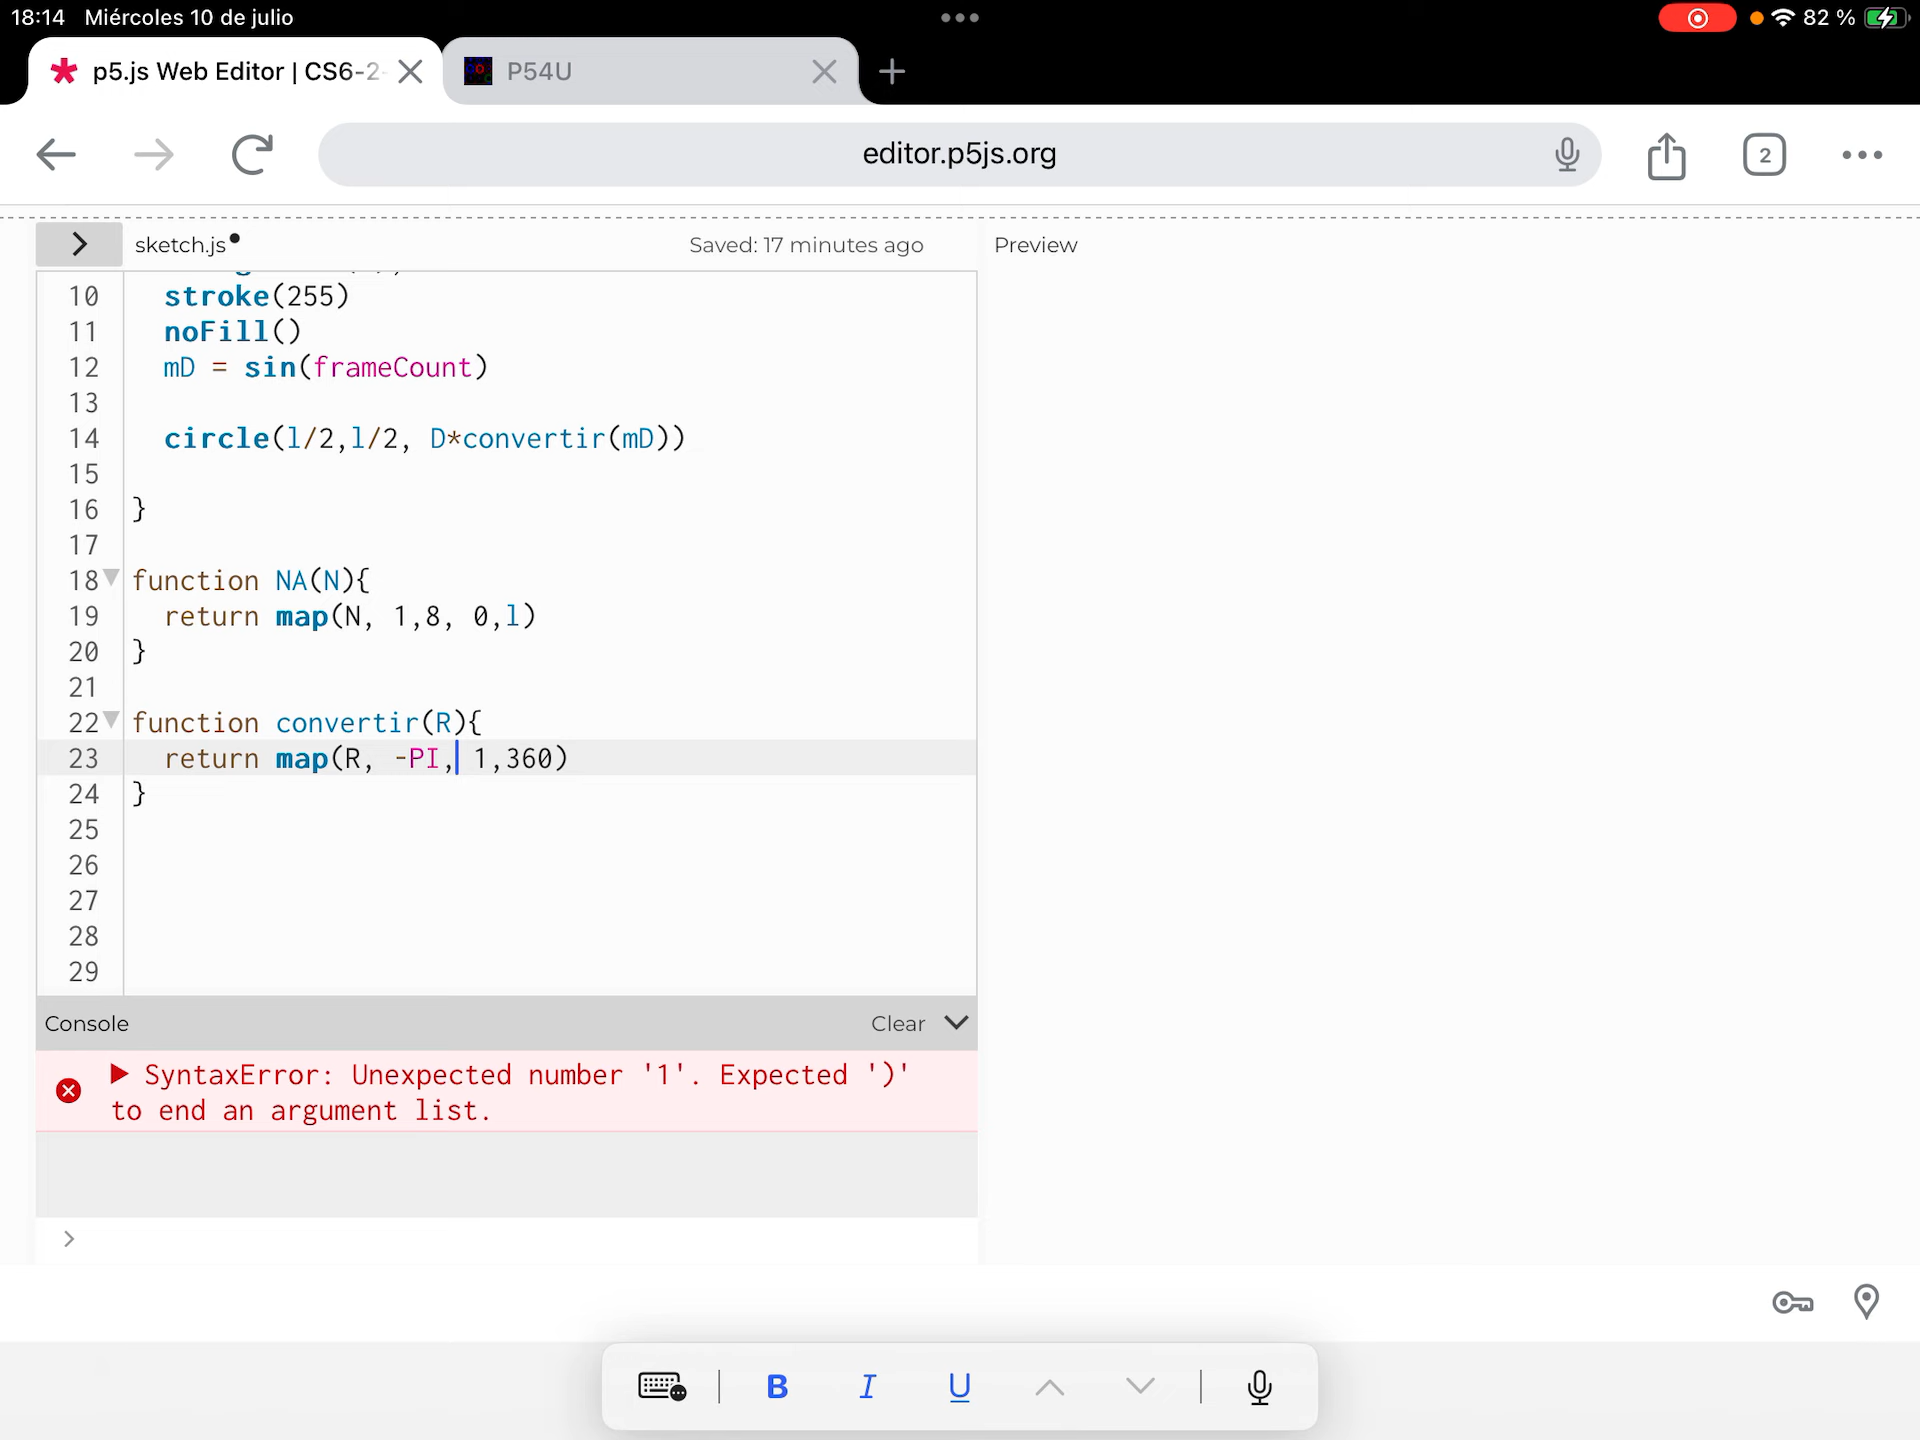 18:14 Miércoles 10 de julio 82 %
p5.js Web Editor | CS6-2- P54U
editor.p5js.org 2
sketch.js Saved: 17 minutes ago Preview
10 stroke(255)
11 noFill()
12 mD = sin(frameCount)
13
14 circle(l/2,l/2, D*convertir(mD))
15
16 }
17
18 function NA(N){
19 return map(N, 1,8, 0,l)
20 }
21
22 function convertir(R){
23 return map(R, -PI, 1,360)
24 }
25
26
27
28
29
Console Clear
SyntaxError: Unexpected number '1'. Expected ')'
to end an argument list.
>
B I U